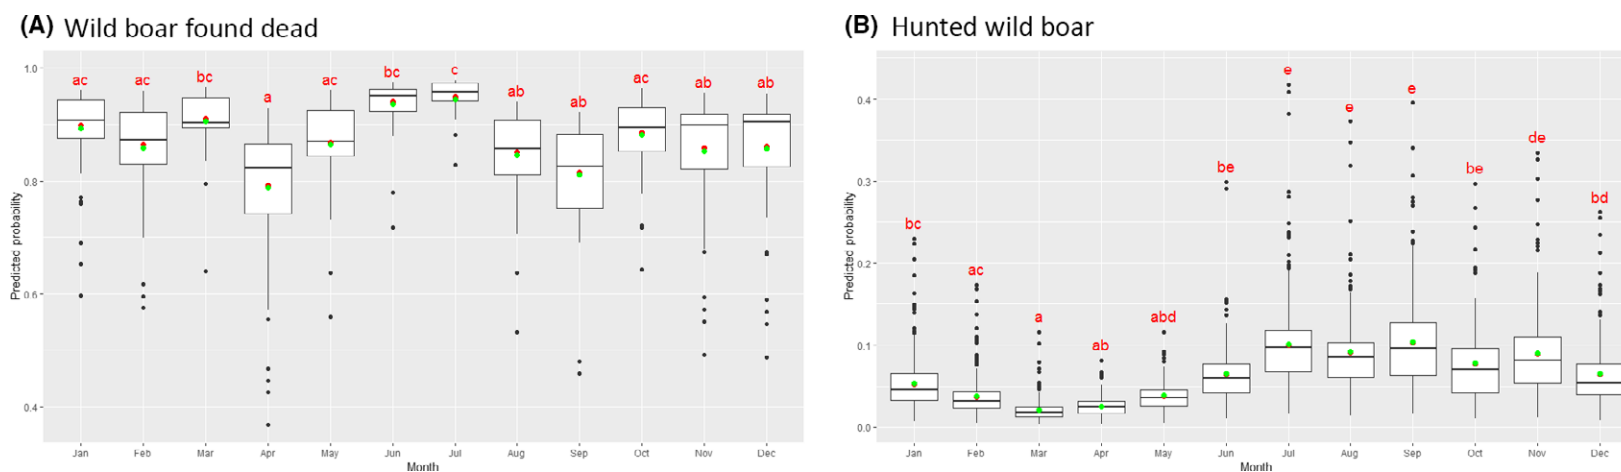 (A) Wild boar found dead
1.0
0.8
0.6
0.4
Predicted probability
ac ac bc a ac bc c ab ab ac ab ab
Jan Feb Mar Apr May Jun Jul Aug Sep Oct Nov Dec
Month
(B) Hunted wild boar
0.4
0.3
0.2
0.1
0.0
Predicted probability
bc ac a ab abd be e e e be de bd
Jan Feb Mar Apr May Jun Jul Aug Sep Oct Nov Dec
Month